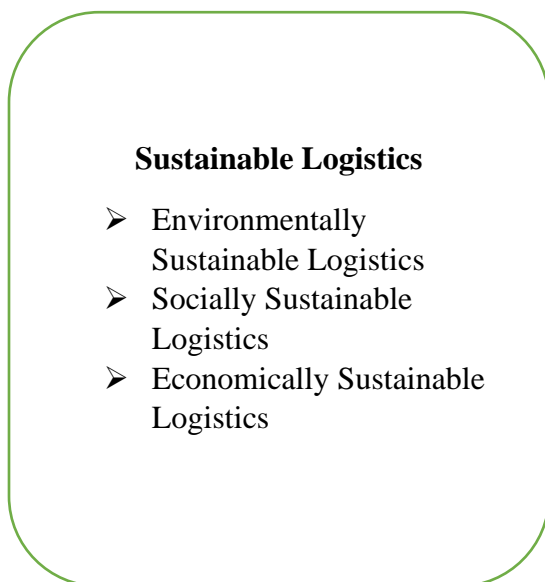 Sustainable Logistics
➢ Environmentally
Sustainable Logistics
➢ Socially Sustainable
Logistics
➢ Economically Sustainable
Logistics